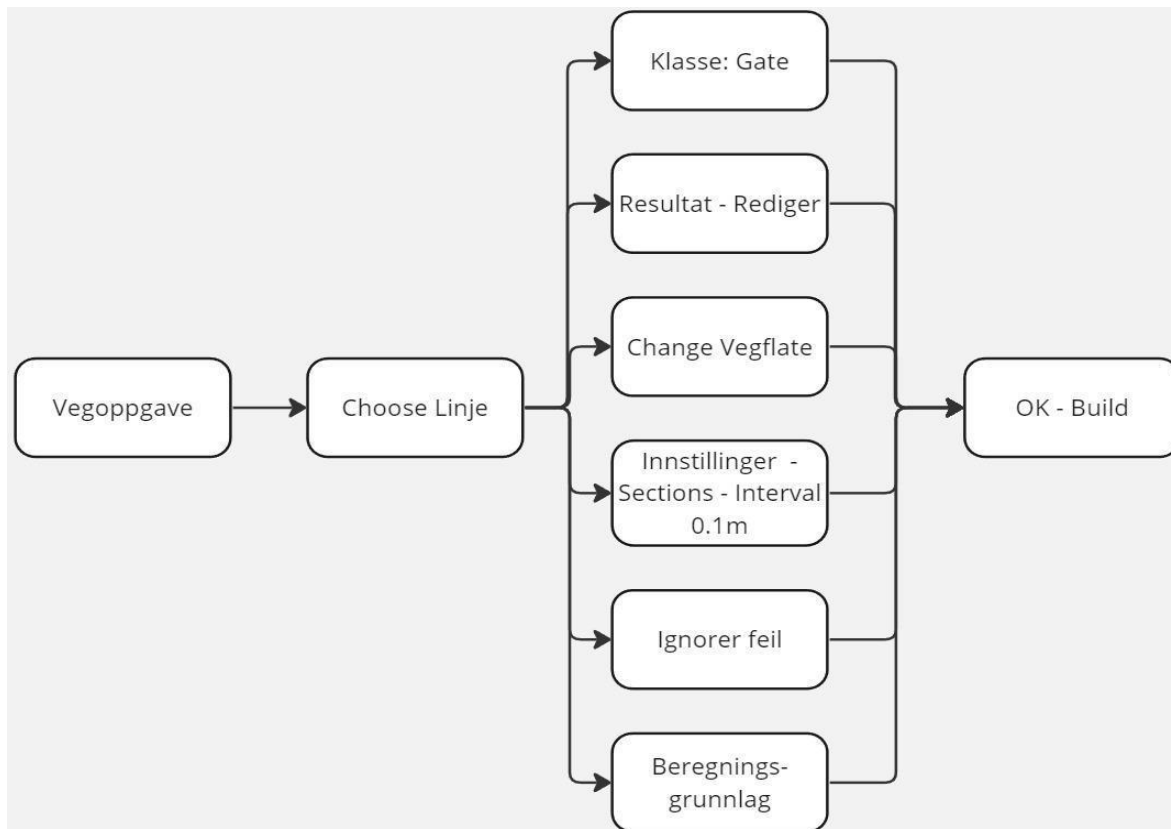 Vegoppgave
Choose Linje
Klasse: Gate
Resultat - Rediger
Change Vegflate
Innstillinger -
Sections - Interval
0.1m
Ignorer feil
Beregnings-
grunnlag
OK - Build